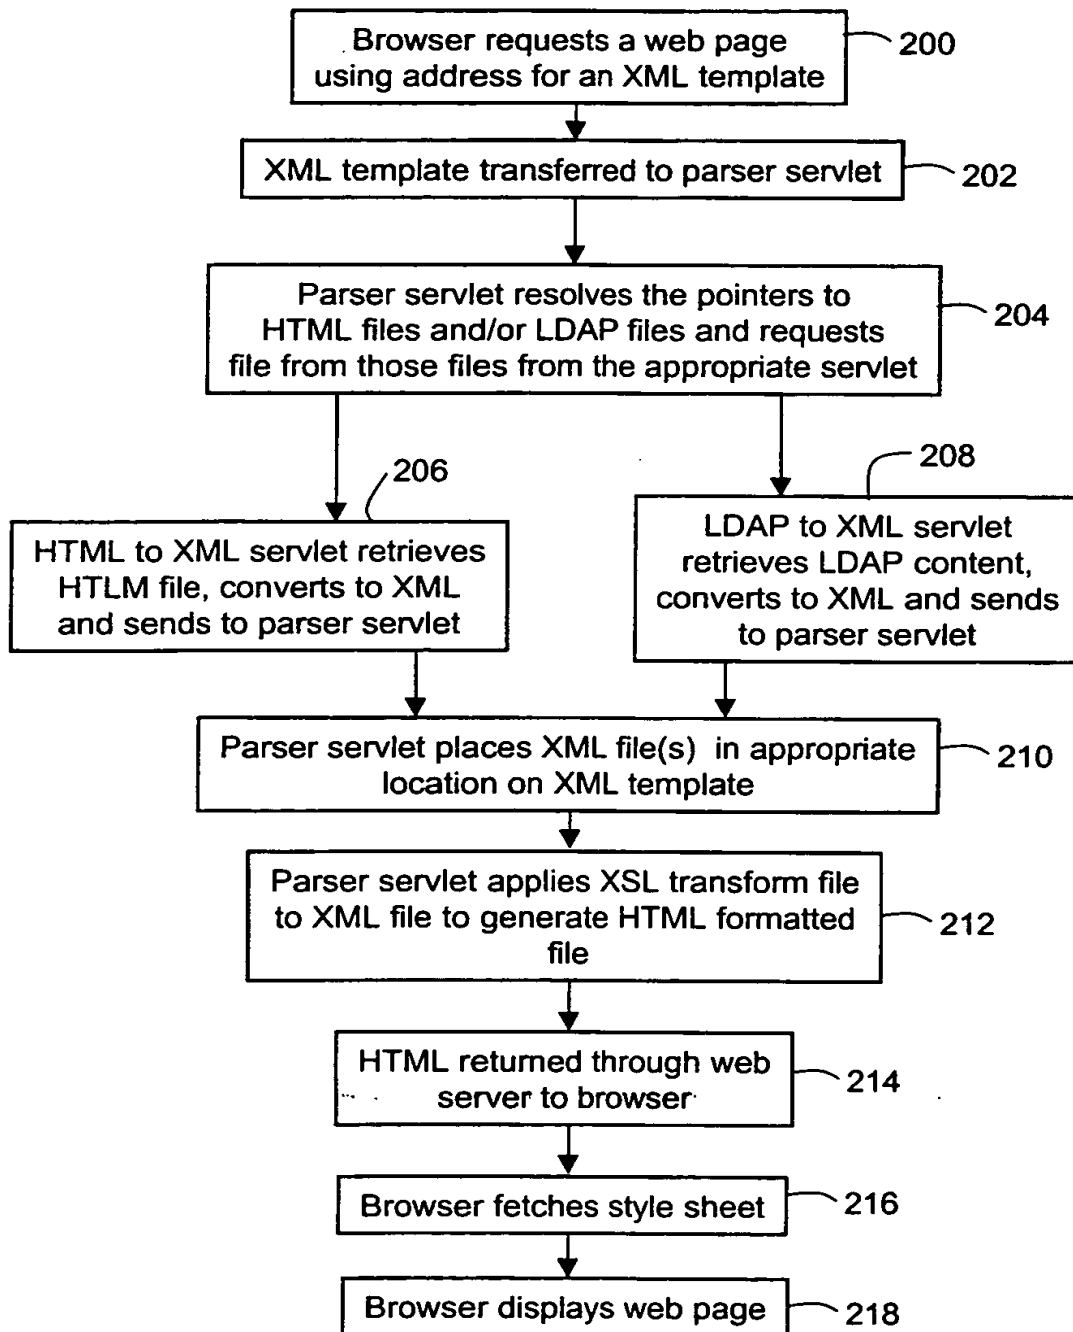 Browser requests a web page
using address for an XML template
200
XML template transferred to parser servlet
202
Parser servlet resolves the pointers to
HTML files and/or LDAP files and requests
file from those files from the appropriate servlet
204
206
HTML to XML servlet retrieves
HTLM file, converts to XML
and sends to parser servlet
208
LDAP to XML servlet
retrieves LDAP content,
converts to XML and sends
to parser servlet
Parser servlet places XML file(s) in appropriate
location on XML template
210
Parser servlet applies XSL transform file
to XML file to generate HTML formatted
file
212
HTML returned through web
server to browser
214
Browser fetches style sheet
216
Browser displays web page
218